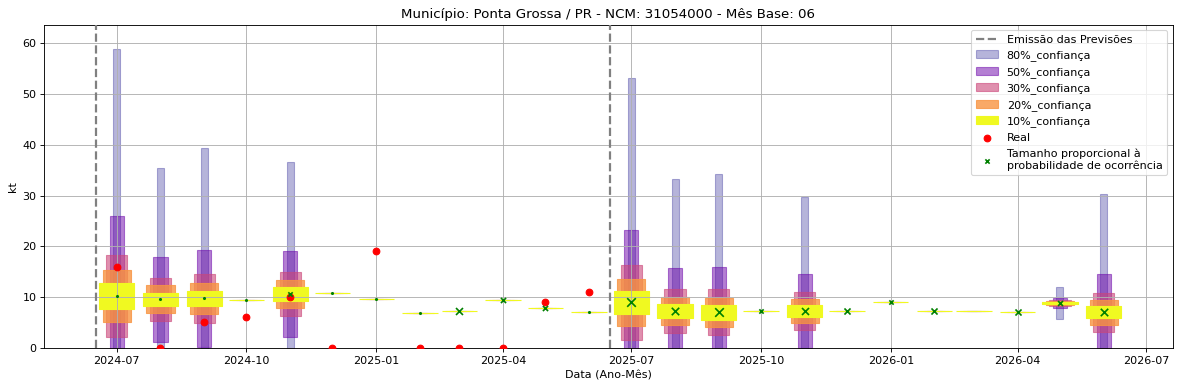 Município: Ponta Grossa / PR - NCM: 31054000 - Mês Base: 06
Emissão das Previsões
80%_confiança
50%_confiança
30%_confiança
20%_confiança
10%_confiança
Real
Tamanho proporcional à
probabilidade de ocorrência
60
50
40
30
20
10
0
kt
2024-07
2024-10
2025-01
2025-04
2025-07
2025-10
2026-01
2026-04
2026-07
Data (Ano-Mês)